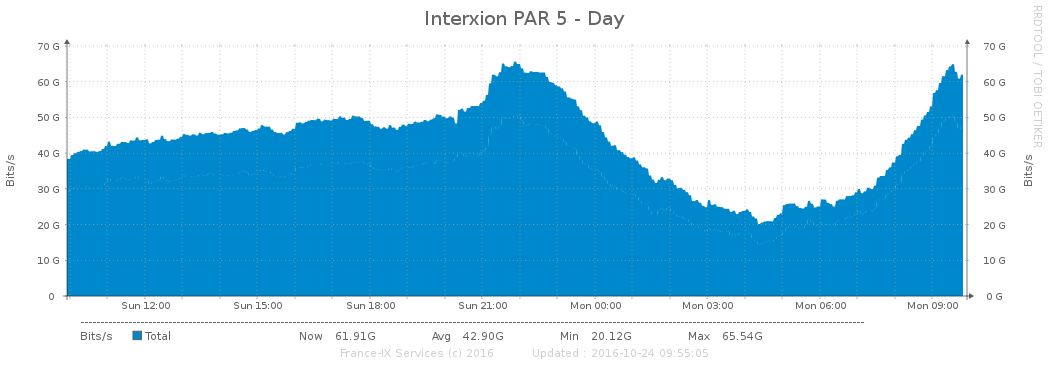 Interxion PAR 5 - Day
RRDTOOL / TOBI OETIKER
70 G 70 G
60 G 60 G
50 G 50 G
40 G 40 G
30 G 30 G
20 G 20 G
10 G 10 G
0 0 G
Bits/s
Bits/s
Sun 12:00 Sun 15:00 Sun 18:00 Sun 21:00 Mon 00:00 Mon 03:00 Mon 06:00 Mon 09:00
Bits/s Total Now 61.91G Avg 42.90G Min 20.12G Max 65.54G
France-IX Services (c) 2016 Updated : 2016-10-24 09:55:05